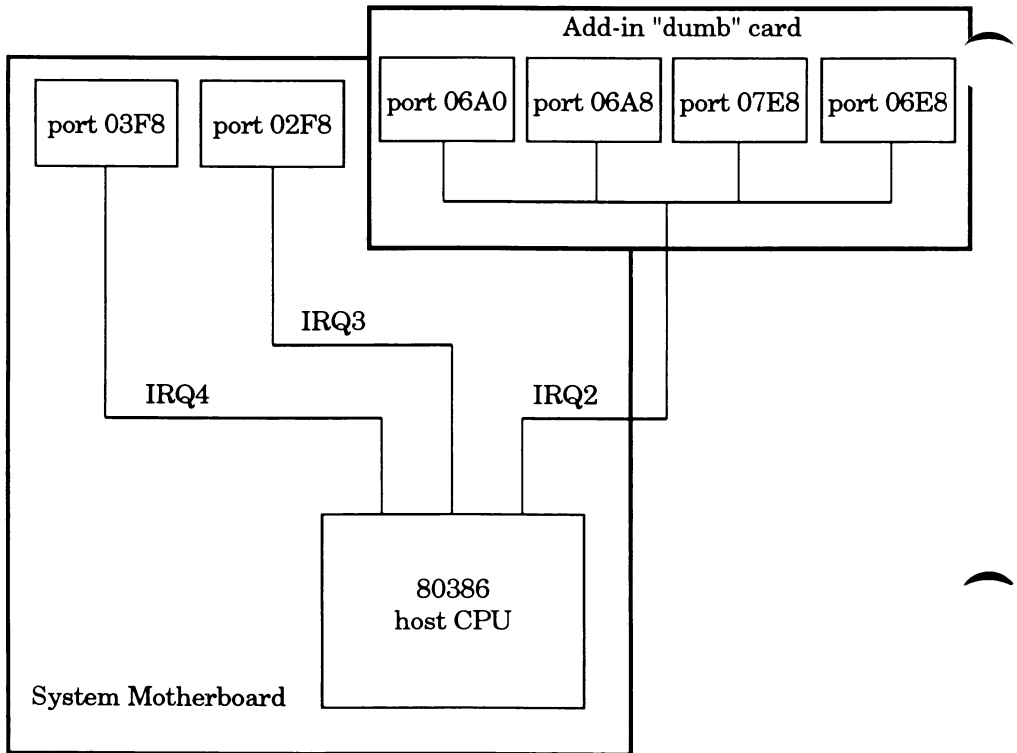 Add-in "dumb" card
port 03F8
port 02F8
port 06A0
port 06A8
port 07E8
port 06E8
IRQ3
IRQ4
IRQ2
80386
host CPU
System Motherboard